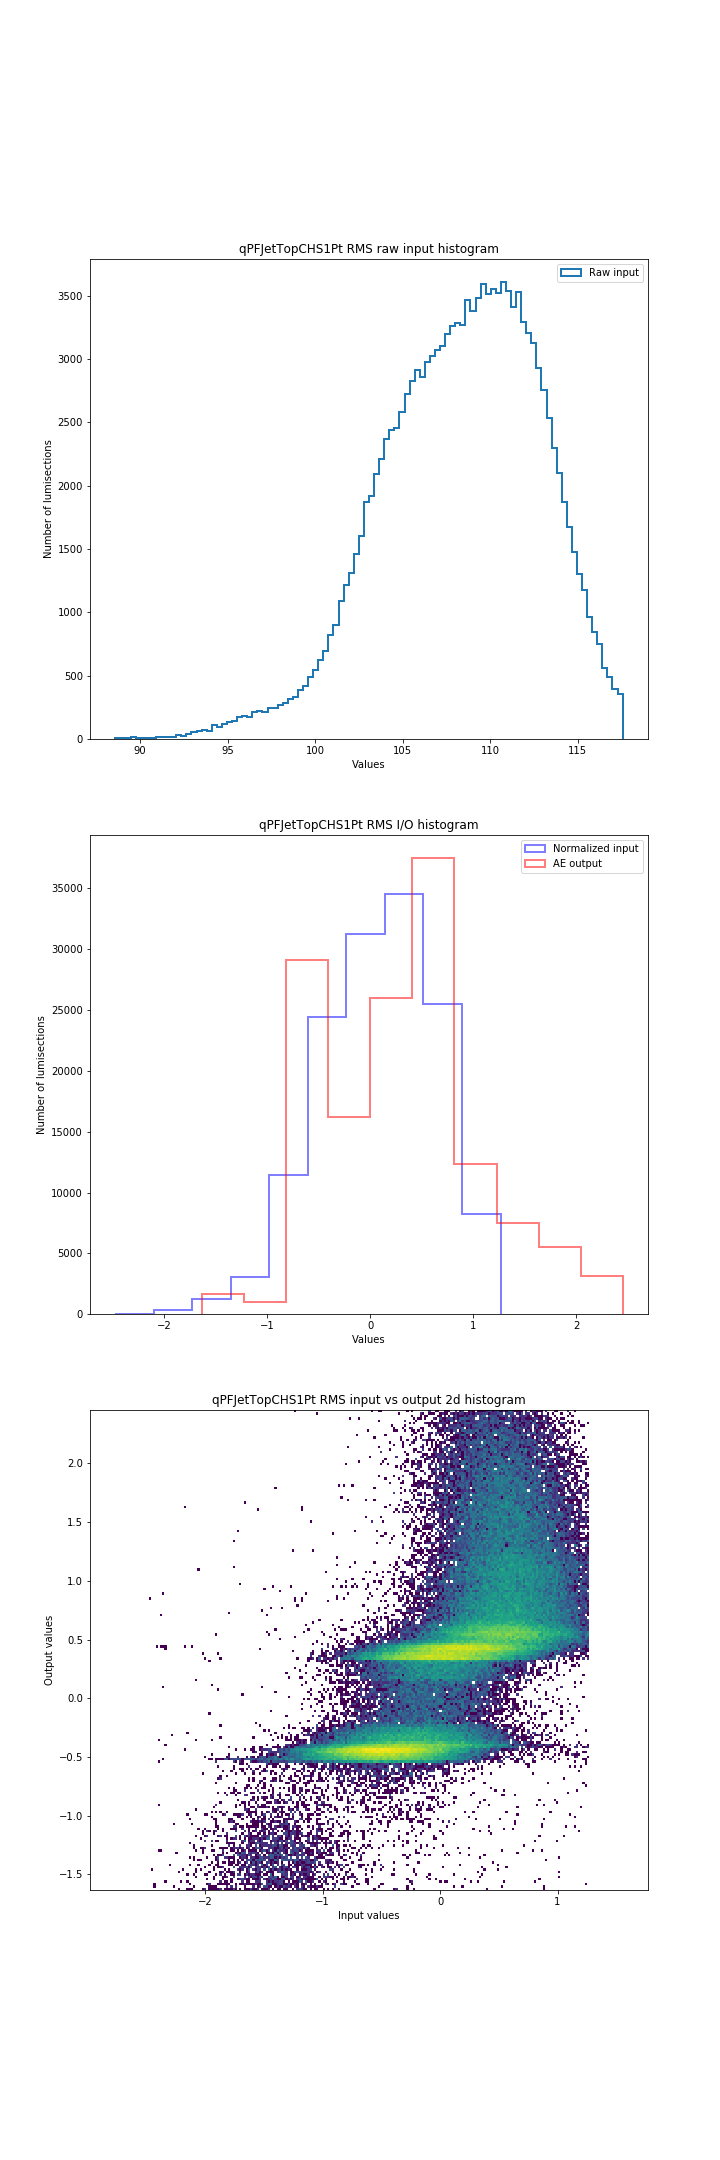 qPFJetTopCHS1Pt RMS raw input histogram
Raw input
3500
3000
2500
2000
1500
1000
500
0
Number of lumisections
90 95 100 105 110 115
Values
qPFJetTopCHS1Pt RMS I/O histogram
Normalized input
AE output
35000
30000
25000
20000
15000
10000
5000
0
Number of lumisections
−2 −1 0 1 2
Values
qPFJetTopCHS1Pt RMS input vs output 2d histogram
2.0
1.5
1.0
0.5
0.0
−0.5
−1.0
−1.5
Output values
−2 −1 0 1
Input values